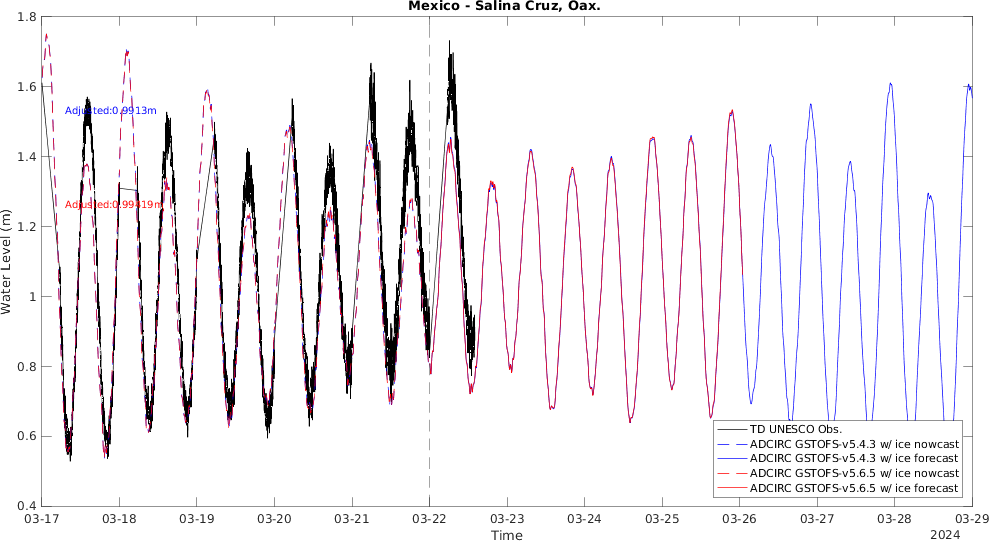 Mexico - Salina Cruz, Oax.
1.8
1.6
1.4
1.2
1
0.8
0.6
0.4
Water Level (m)
Adjusted:0.9913m
Adjusted:0.99419m
TD UNESCO Obs.
ADCIRC GSTOFS-v5.4.3 w/ ice nowcast
ADCIRC GSTOFS-v5.4.3 w/ ice forecast
ADCIRC GSTOFS-v5.6.5 w/ ice nowcast
ADCIRC GSTOFS-v5.6.5 w/ ice forecast
03-17 03-18 03-19 03-20 03-21 03-22 03-23 03-24 03-25 03-26 03-27 03-28 03-29
Time
2024